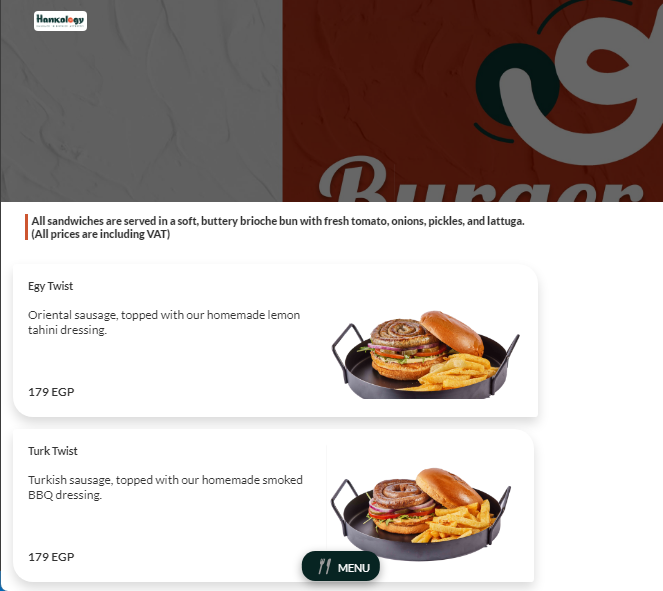 Hankology
Burger
All sandwiches are served in a soft, buttery brioche bun with fresh tomato, onions, pickles, and lattuga.
(All prices are including VAT)
Egy Twist
Oriental sausage, topped with our homemade lemon
tahini dressing.
179 EGP
Turk Twist
Turkish sausage, topped with our homemade smoked
BBQ dressing.
179 EGP
MENU